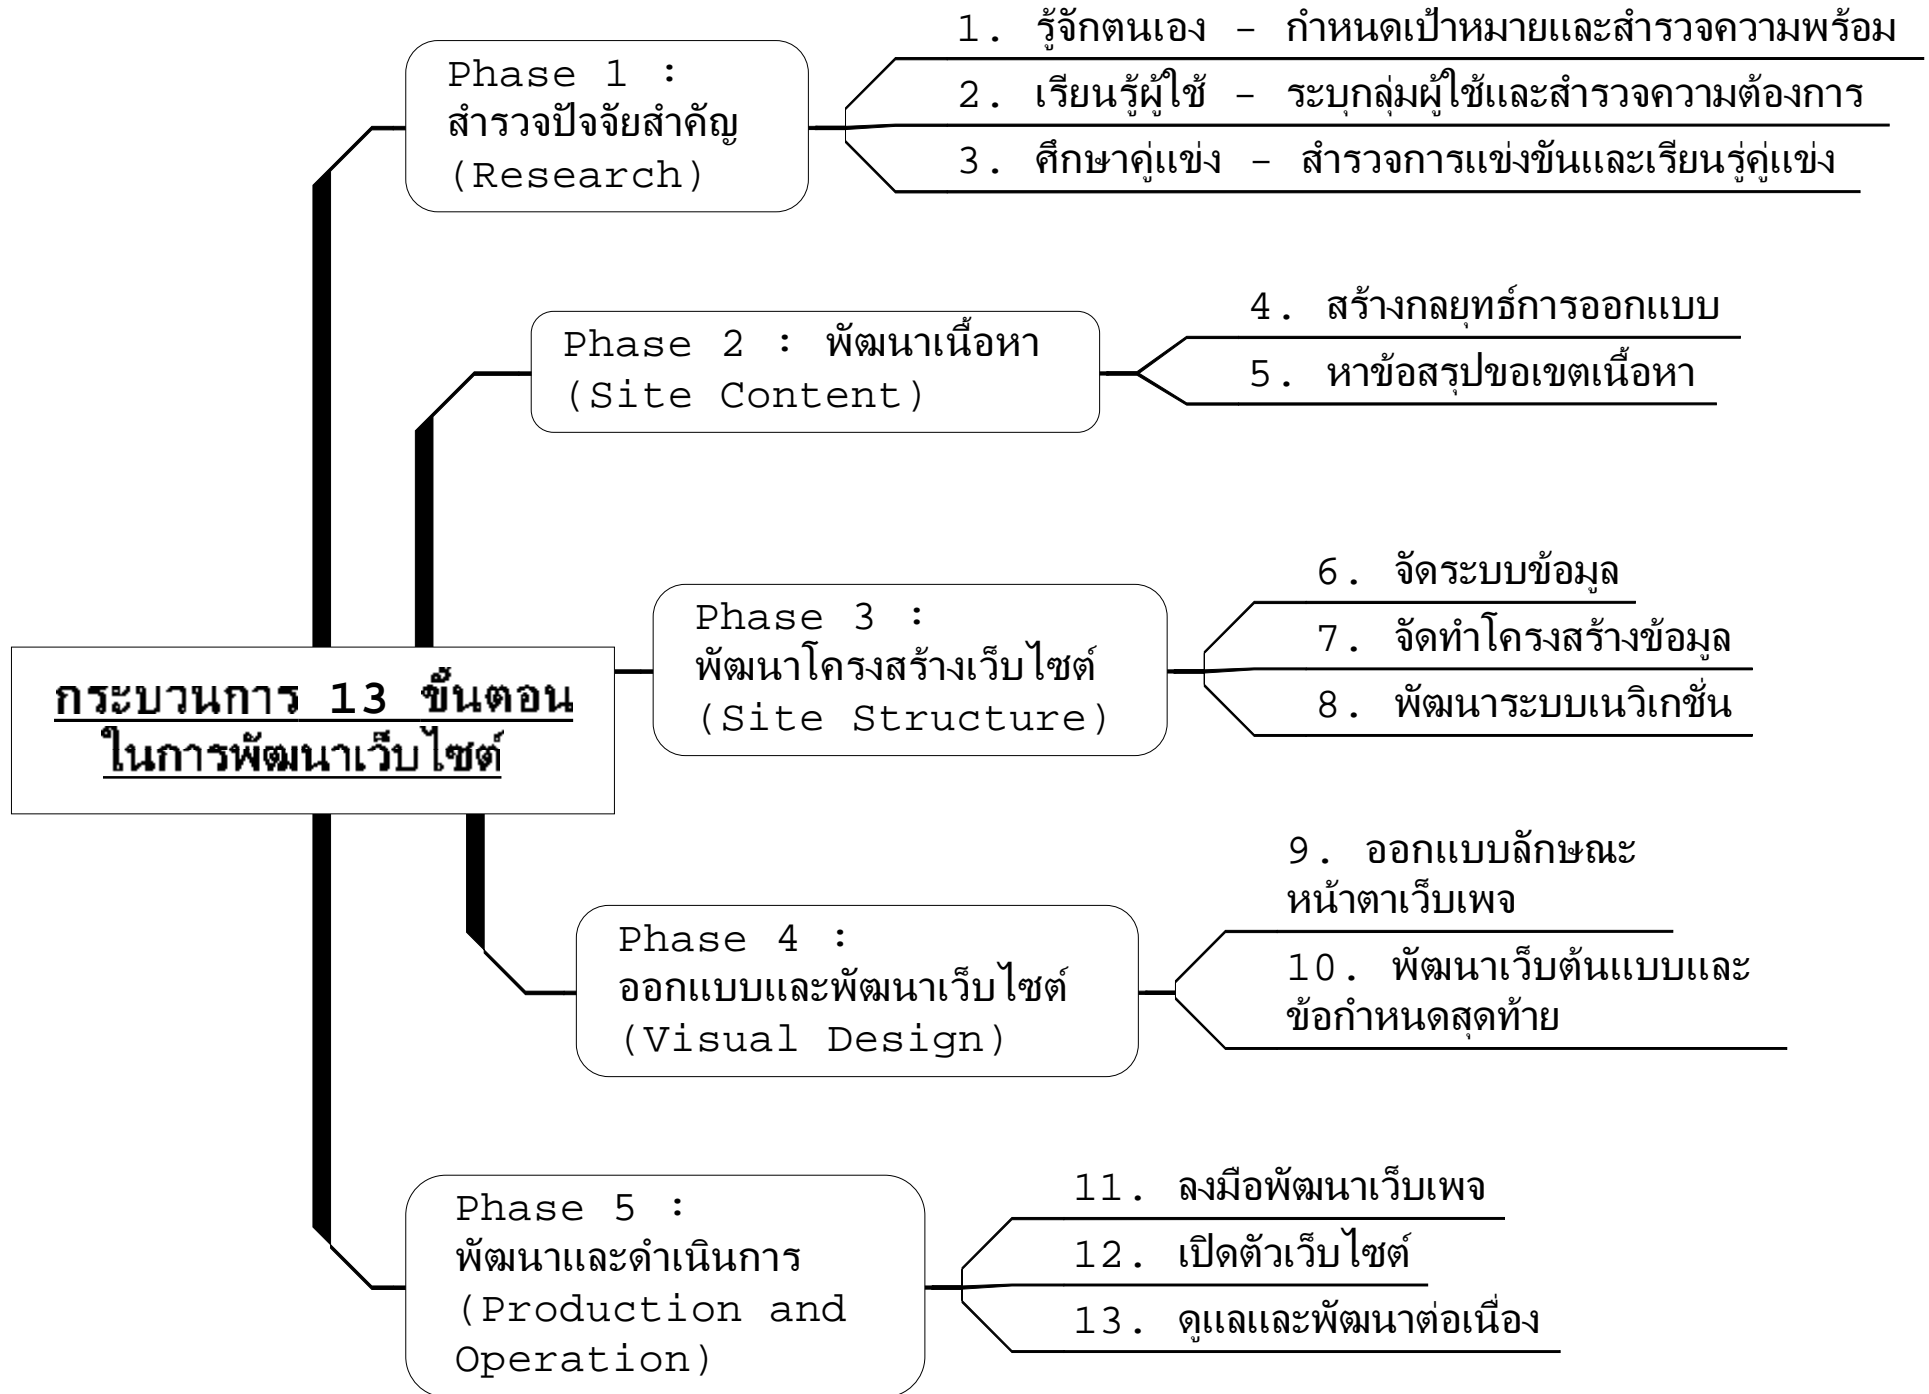 กระบวนการ 13 ขั้นตอน
ในการพัฒนาเว็บไซต์
Phase 1 :
สำรวจปัจจัยสำคัญ
(Research)
1. รู้จักตนเอง - กำหนดเป้าหมายและสำรวจความพร้อม
2. เรียนรู้ผู้ใช้ - ระบุกลุ่มผู้ใช้และสำรวจความต้องการ
3. ศึกษาคู่แข่ง - สำรวจการแข่งขันและเรียนรู่คู่แข่ง
Phase 2 : พัฒนาเนื้อหา
(Site Content)
4. สร้างกลยุทธ์การออกแบบ
5. หาข้อสรุปขอเขตเนื้อหา
Phase 3 :
พัฒนาโครงสร้างเว็บไซต์
(Site Structure)
6. จัดระบบข้อมูล
7. จัดทำโครงสร้างข้อมูล
8. พัฒนาระบบเนวิเกชั่น
Phase 4 :
ออกแบบและพัฒนาเว็บไซต์
(Visual Design)
9. ออกแบบลักษณะ
หน้าตาเว็บเพจ
10. พัฒนาเว็บต้นแบบและ
ข้อกำหนดสุดท้าย
Phase 5 :
พัฒนาและดำเนินการ
(Production and
Operation)
11. ลงมือพัฒนาเว็บเพจ
12. เปิดตัวเว็บไซต์
13. ดูแลและพัฒนาต่อเนื่อง